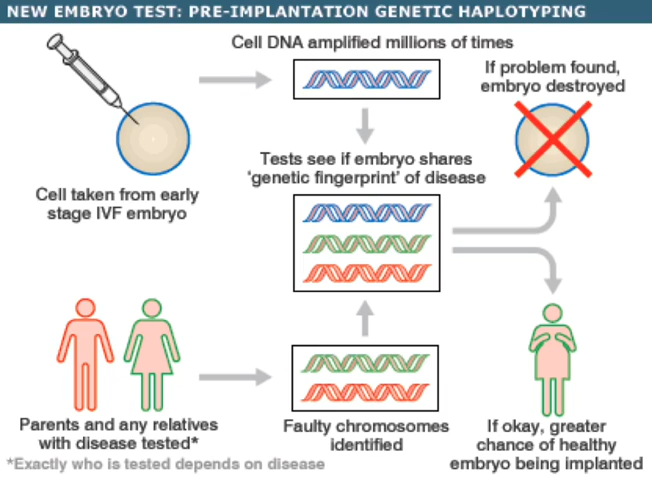 NEW EMBRYO TEST: PRE-IMPLANTATION GENETIC HAPLOTYPING
Cell DNA amplified millions of times
If problem found,
embryo destroyed
Tests see if embryo shares
‘genetic fingerprint’ of disease
Cell taken from early
stage IVF embryo
Parents and any relatives
with disease tested*
*Exactly who is tested depends on disease
Faulty chromosomes
identified
If okay, greater
chance of healthy
embryo being implanted